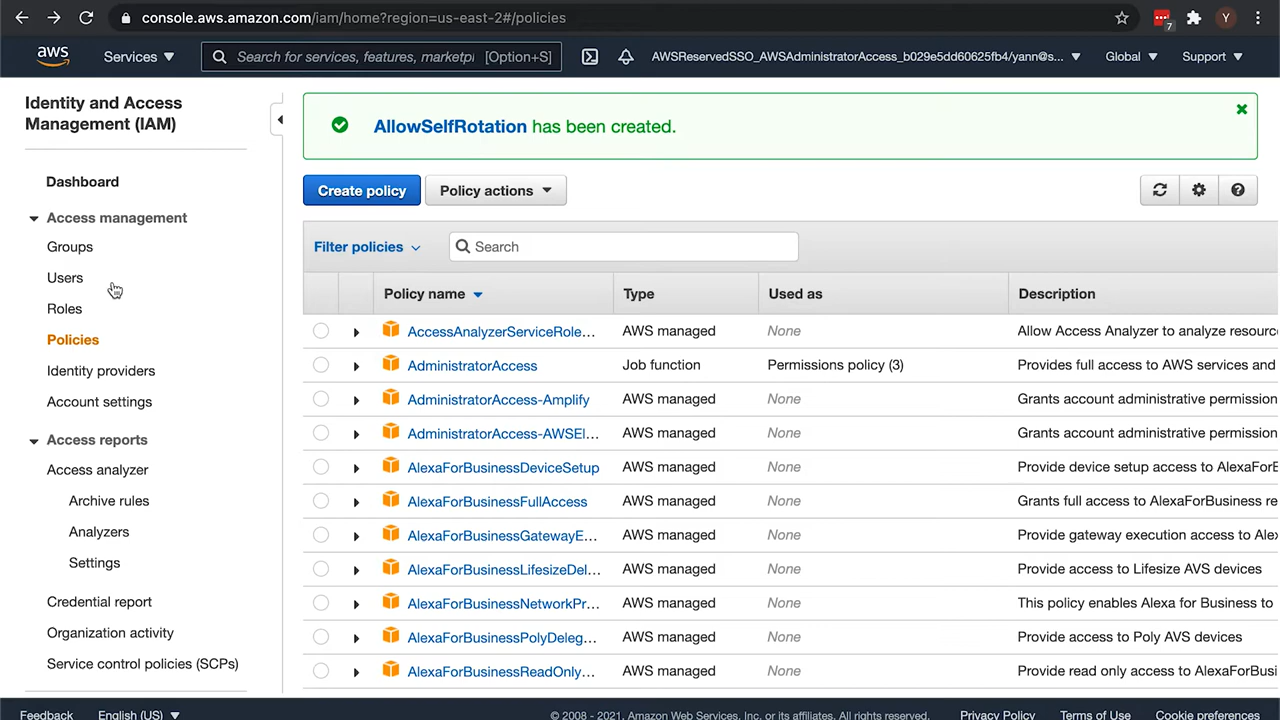 console.aws.amazon.com/iam/home?region=us-east-2#/policies
7
Y
aws
Services
Search for services, features, marketpl
[Option+S]
AWSReservedSSO_AWSAdministratorAccess_b029e5dd60625fb4/yann@s...
Global
Support
Identity and Access
Management (IAM)
Dashboard
Access management
Groups
Users
Roles
Policies
Identity providers
Account settings
Access reports
Access analyzer
Archive rules
Analyzers
Settings
Credential report
Organization activity
Service control policies (SCPs)
AllowSelfRotation has been created.
Create policy
Policy actions
Filter policies
Search
Policy name Type Used as Description
AccessAnalyzerServiceRole... AWS managed None Allow Access Analyzer to analyze resourc
AdministratorAccess Job function Permissions policy (3) Provides full access to AWS services and
AdministratorAccess-Amplify AWS managed None Grants account administrative permission
AdministratorAccess-AWSEl... AWS managed None Grants account administrative permission
AlexaForBusinessDeviceSetup AWS managed None Provide device setup access to AlexaForB
AlexaForBusinessFullAccess AWS managed None Grants full access to AlexaForBusiness re
AlexaForBusinessGatewayE... AWS managed None Provide gateway execution access to Ale
AlexaForBusinessLifesizeDel... AWS managed None Provide access to Lifesize AVS devices
AlexaForBusinessNetworkPr... AWS managed None This policy enables Alexa for Business to
AlexaForBusinessPolyDeleg... AWS managed None Provide access to Poly AVS devices
AlexaForBusinessReadOnly... AWS managed None Provide read only access to AlexaForBusi
Feedback
English (US)
© 2008 - 2021, Amazon Web Services, Inc. or its affiliates. All rights reserved.
Privacy Policy
Terms of Use
Cookie preferences